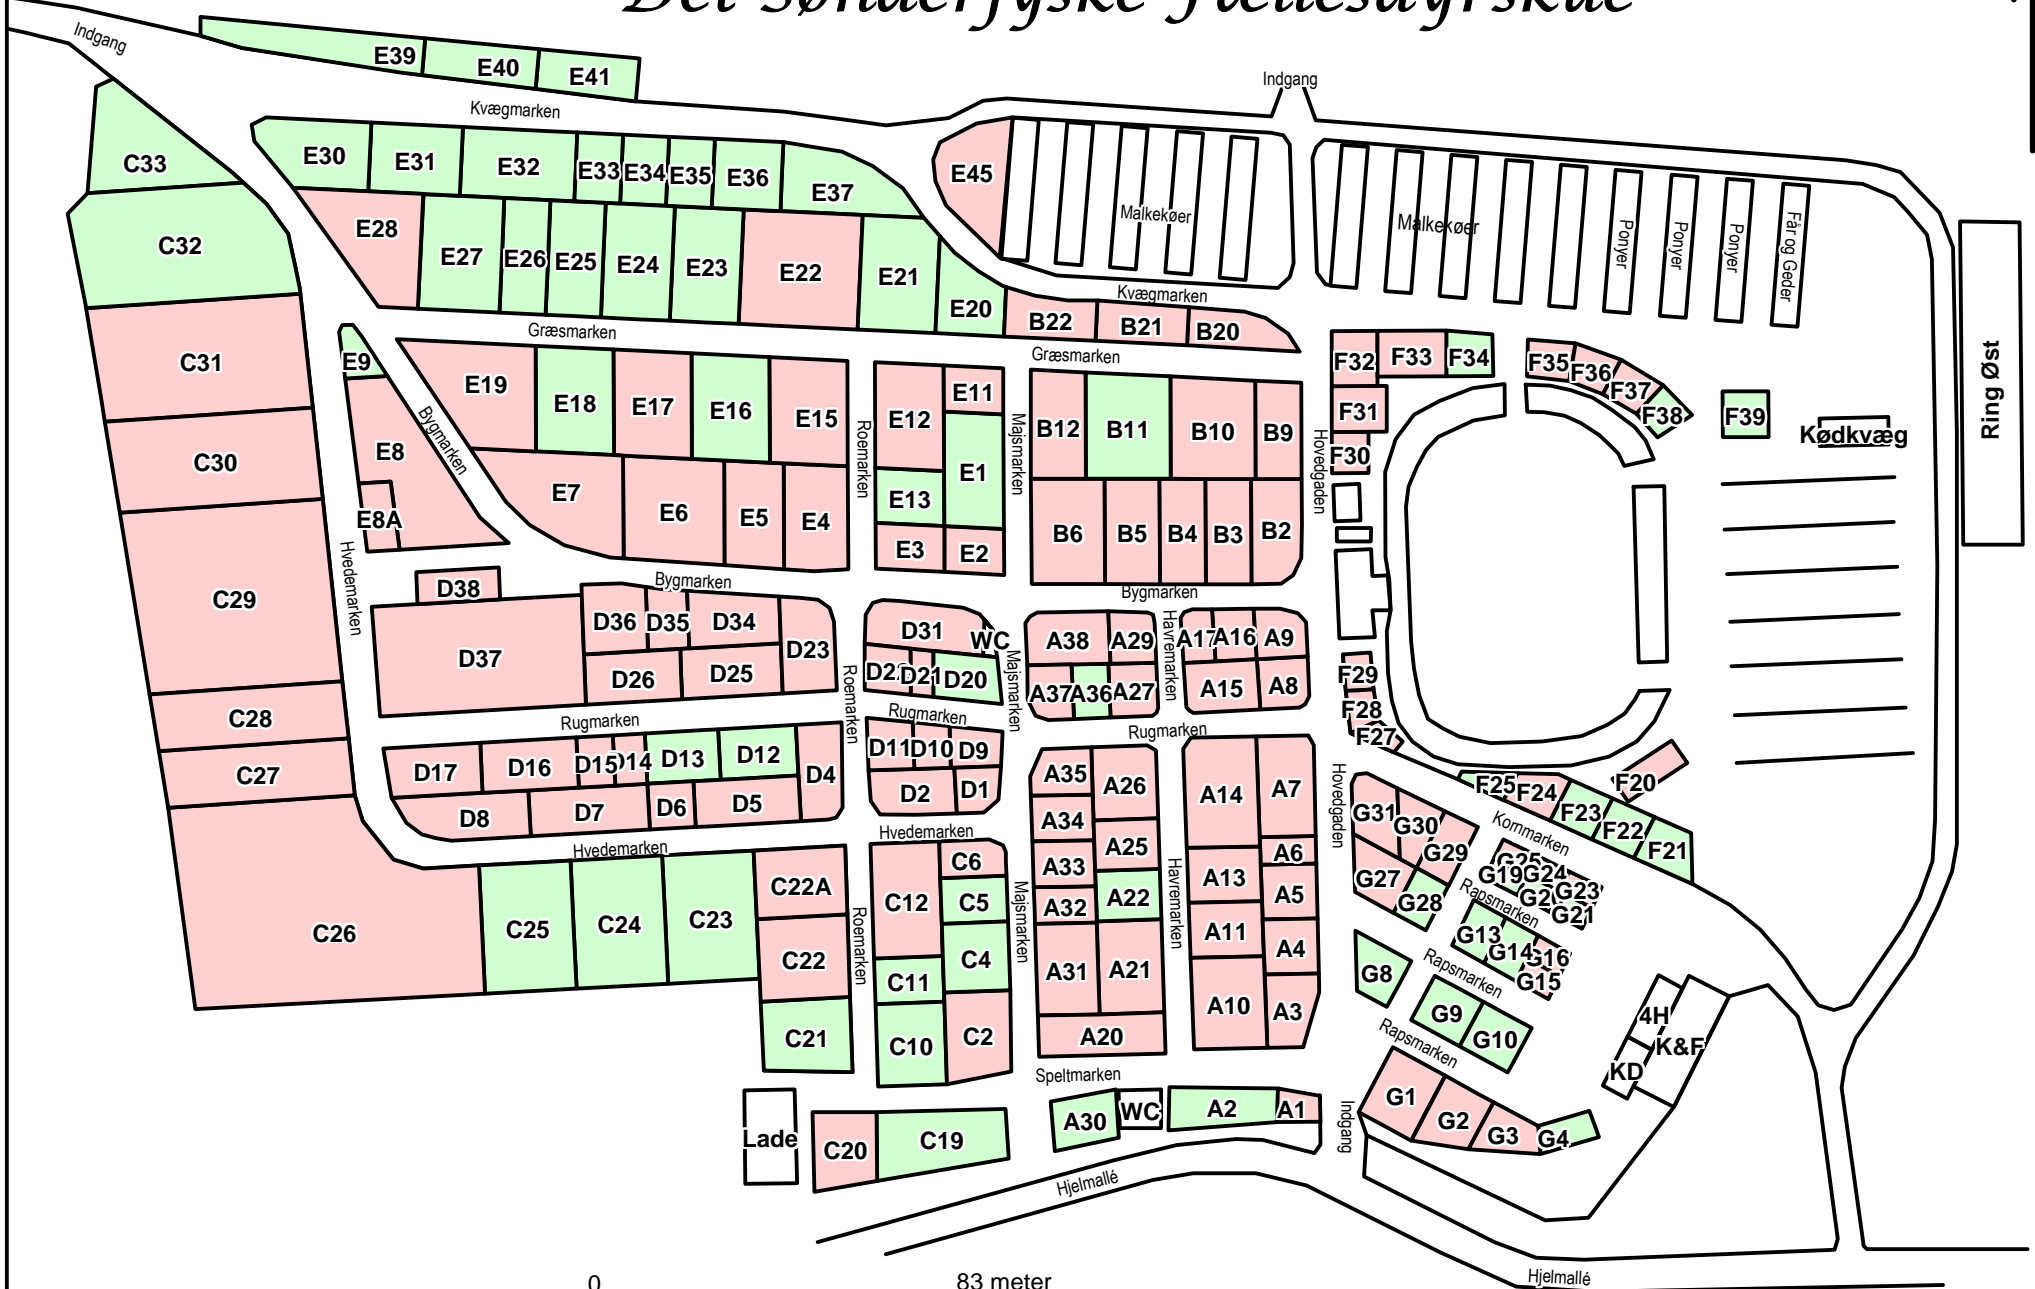 Det Sønderjyske Fællesdyrskue
Indgang
E39
E40
E41
Kvægmarken
Indgang
C33
E30
E31
E32
E33
E34
E35
E36
E37
E45
Malkekøer
Malkekøer
Ponyer
Ponyer
Ponyer
Får og Geder
C32
E28
E27
E26
E25
E24
E23
E22
E21
E20
Kvægmarken
B22
B21
B20
Græsmarken
Græsmarken
C31
E9
E19
E18
E17
E16
E15
E12
E11
B12
B11
B10
B9
F32
F33
F34
F35
F36
F37
F38
F39
Kødkvæg
Ring Øst
F31
F30
Bygmarken
Roemarken
Majsmarken
Hovedgaden
C30
E8
E8A
E7
E6
E5
E4
E13
E1
E3
E2
B6
B5
B4
B3
B2
Hvedemarken
C29
D38
Bygmarken
Bygmarken
D37
D36
D35
D34
D23
D26
D25
D31
WC
D21
D20
Roemarken
Majsmarken
A38
A29
A37
A36
A27
Havremarken
A17
A16
A9
A15
A8
F29
F28
F27
C28
Rugmarken
Rugmarken
Rugmarken
C27
D17
D16
D15
D14
D13
D12
D4
D8
D7
D6
D5
D11
D10
D9
D2
D1
A35
A26
A34
A33
A25
A32
A22
A31
A21
A20
A14
A7
A13
A6
A5
A11
A4
A10
A3
Hovedgaden
Havremarken
F25
F24
F23
F22
F21
F20
Kornmarken
G31
G30
G29
G27
G28
G25
G24
G19
G23
G21
Rapsmarken
G13
G14
G16
G15
Rapsmarken
G8
G9
G10
Rapsmarken
Hvedemarken
Hvedemarken
C26
C25
C24
C23
C22A
C22
C21
Roemarken
C12
C6
C5
C4
C11
C10
C2
Majsmarken
Speltmarken
4H
K&F
KD
G1
G2
G3
G4
Lade
C20
C19
A30
WC
A2
A1
Indgang
Hjelmallé
Hjelmallé
0
83 meter